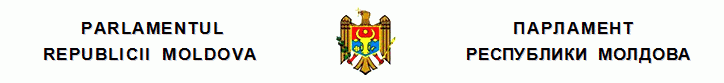 PARLAMENTUL
REPUBLICII MOLDOVA
ПАРЛАМЕНТ
РЕСПУБЛИКИ МОЛДОВА